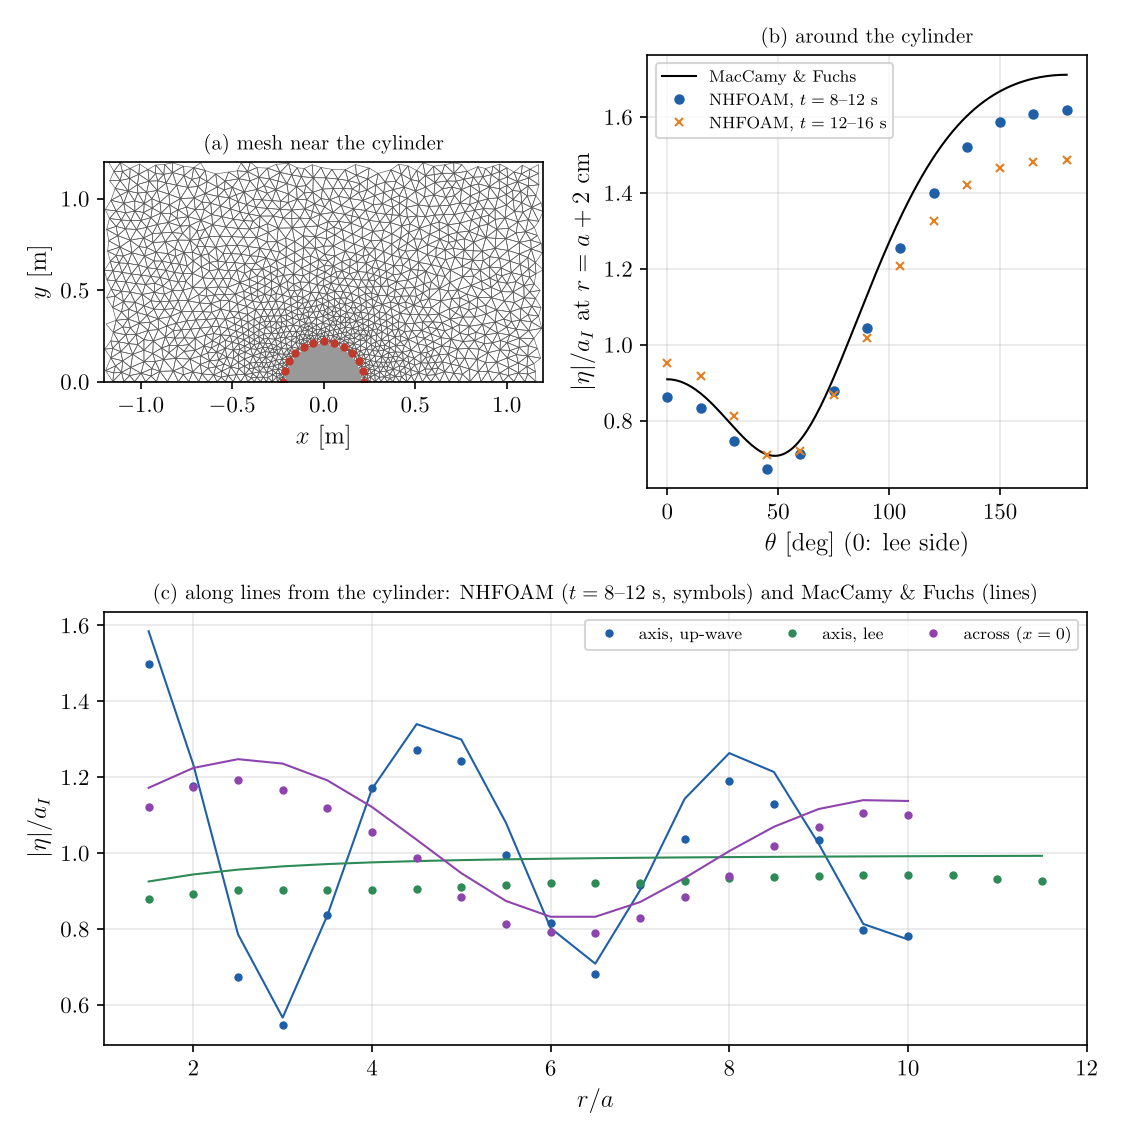 (b) around the cylinder
MacCamy & Fuchs
NHFOAM, t = 8–12 s
NHFOAM, t = 12–16 s
|η|/a_I at r = a + 2 cm
1.6
1.4
1.2
1.0
0.8
0 50 100 150
θ [deg] (0: lee side)
(a) mesh near the cylinder
y [m]
1.0
0.5
0.0
−1.0 −0.5 0.0 0.5 1.0
x [m]
(c) along lines from the cylinder: NHFOAM (t = 8–12 s, symbols) and MacCamy & Fuchs (lines)
axis, up-wave axis, lee across (x = 0)
|η|/a_I
1.6
1.4
1.2
1.0
0.8
0.6
2 4 6 8 10 12
r/a